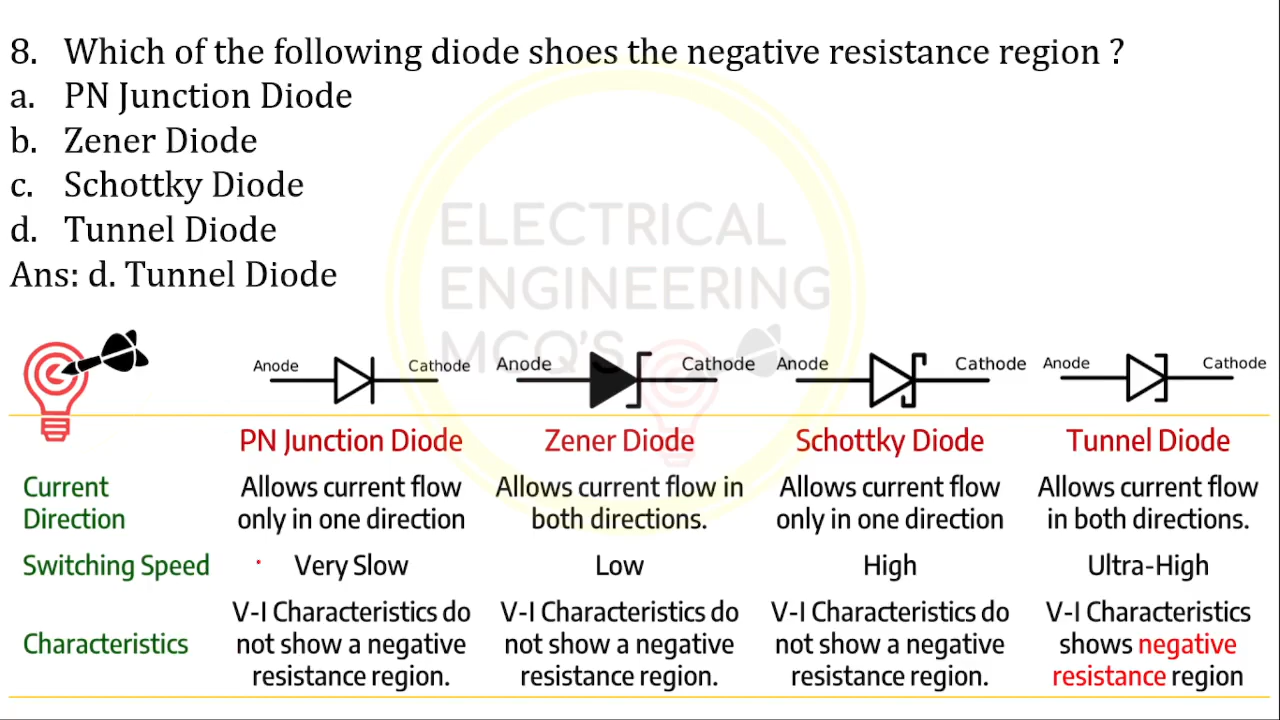 8. Which of the following diode shoes the negative resistance region ?
a. PN Junction Diode
b. Zener Diode
c. Schottky Diode
d. Tunnel Diode
Ans: d. Tunnel Diode
ELECTRICAL
ENGINEERING
MCQ'S
Anode Cathode Anode Cathode Anode Cathode Anode Cathode
PN Junction Diode Zener Diode Schottky Diode Tunnel Diode
Current Allows current flow Allows current flow in Allows current flow Allows current flow
Direction only in one direction both directions. only in one direction in both directions.
Switching Speed Very Slow Low High Ultra-High
V-I Characteristics do V-I Characteristics do V-I Characteristics do V-I Characteristics
Characteristics not show a negative not show a negative not show a negative shows negative
resistance region. resistance region. resistance region. resistance region